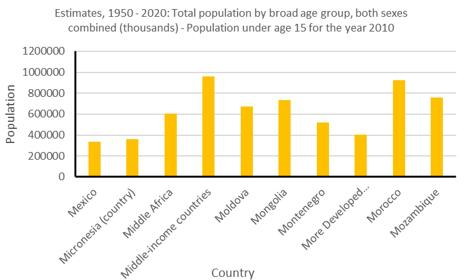 Estimates, 1950 - 2020: Total population by broad age group, both sexes
combined (thousands) - Population under age 15 for the year 2010
Population
1200000
1000000
800000
600000
400000
200000
0
Mexico
Micronesia (country)
Middle Africa
Middle-income countries
Moldova
Mongolia
Montenegro
More Developed...
Morocco
Mozambique
Country